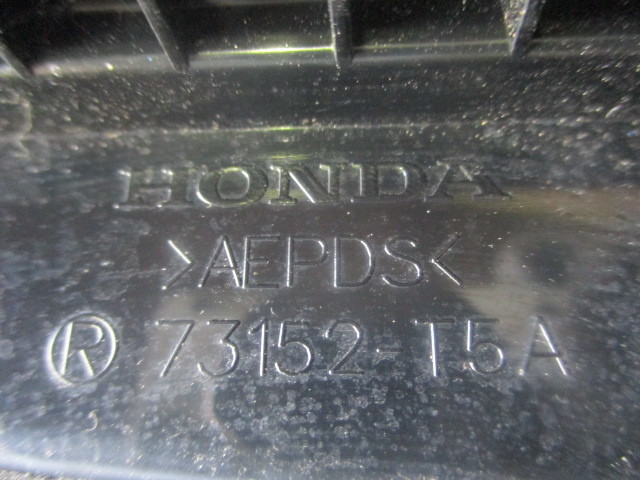 HONDA
>AEPDS<
Ⓡ 73152-T5A